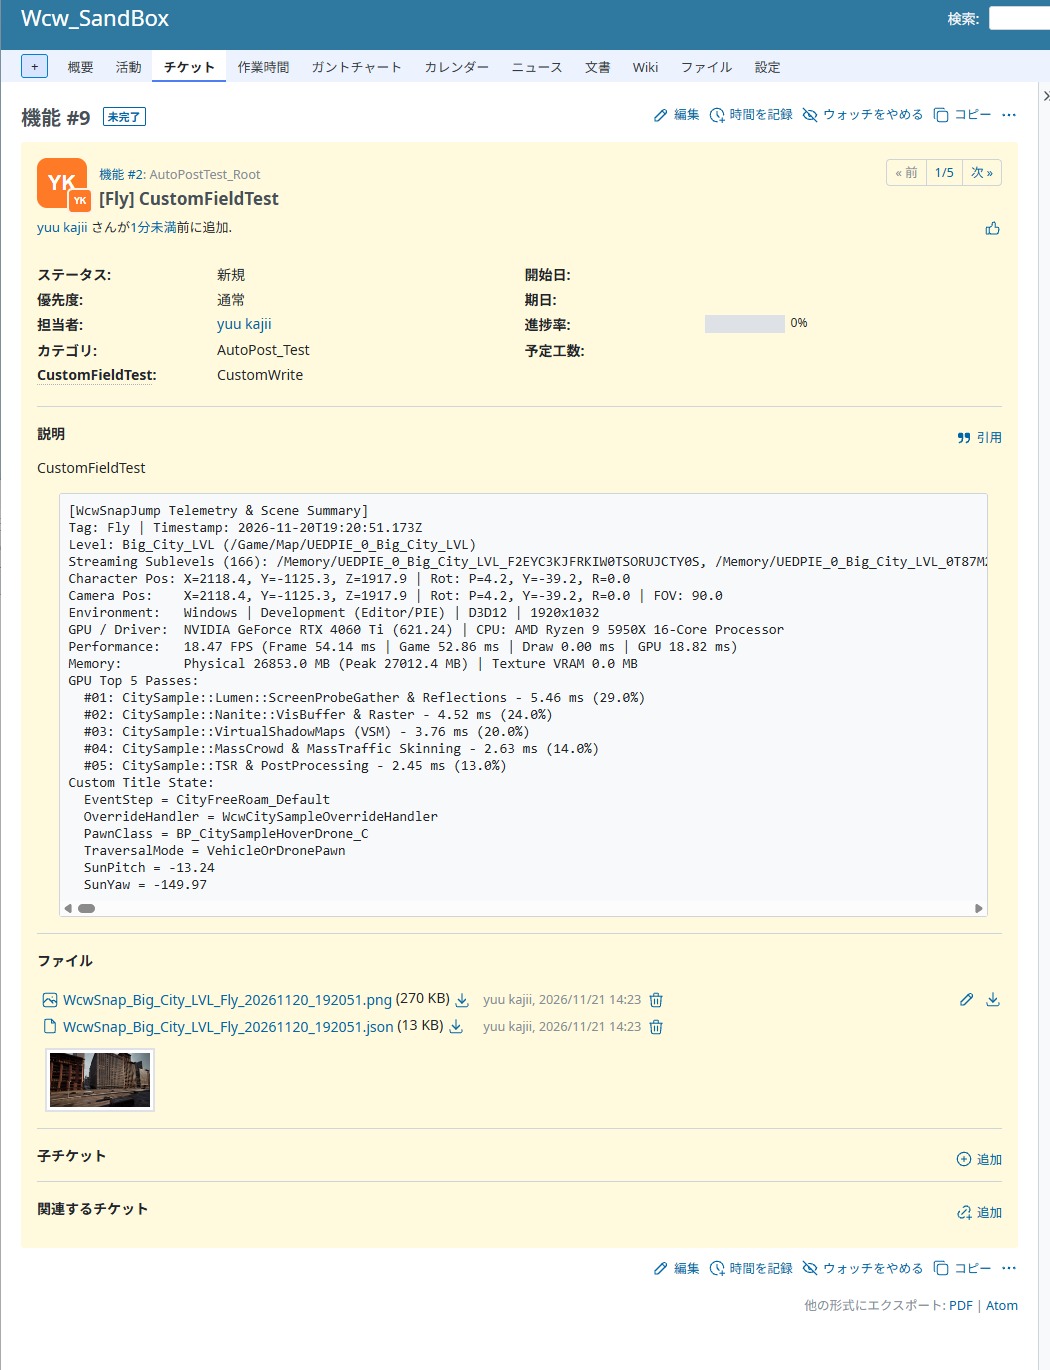 Wcw_SandBox
検索:
+ 概要 活動 チケット 作業時間 ガントチャート カレンダー ニュース 文書 Wiki ファイル 設定
機能 #9 未完了
編集 時間を記録 ウォッチをやめる コピー ...
YK
YK
機能 #2: AutoPostTest_Root
[Fly] CustomFieldTest
« 前 1/5 次 »
yuu kajii さんが1分未満前に追加.
ステータス: 新規 開始日:
優先度: 通常 期日:
担当者: yuu kajii 進捗率: 0%
カテゴリ: AutoPost_Test 予定工数:
CustomFieldTest: CustomWrite
説明
引用
CustomFieldTest
[WcwSnapJump Telemetry & Scene Summary]
Tag: Fly | Timestamp: 2026-11-20T19:20:51.173Z
Level: Big_City_LVL (/Game/Map/UEDPIE_0_Big_City_LVL)
Streaming Sublevels (166): /Memory/UEDPIE_0_Big_City_LVL_F2EYC3KJFRKIW0TSORUJCTY0S, /Memory/UEDPIE_0_Big_City_LVL_0T87M
Character Pos: X=2118.4, Y=-1125.3, Z=1917.9 | Rot: P=4.2, Y=-39.2, R=0.0
Camera Pos: X=2118.4, Y=-1125.3, Z=1917.9 | Rot: P=4.2, Y=-39.2, R=0.0 | FOV: 90.0
Environment: Windows | Development (Editor/PIE) | D3D12 | 1920x1032
GPU / Driver: NVIDIA GeForce RTX 4060 Ti (621.24) | CPU: AMD Ryzen 9 5950X 16-Core Processor
Performance: 18.47 FPS (Frame 54.14 ms | Game 52.86 ms | Draw 0.00 ms | GPU 18.82 ms)
Memory: Physical 26853.0 MB (Peak 27012.4 MB) | Texture VRAM 0.0 MB
GPU Top 5 Passes:
#01: CitySample::Lumen::ScreenProbeGather & Reflections - 5.46 ms (29.0%)
#02: CitySample::Nanite::VisBuffer & Raster - 4.52 ms (24.0%)
#03: CitySample::VirtualShadowMaps (VSM) - 3.76 ms (20.0%)
#04: CitySample::MassCrowd & MassTraffic Skinning - 2.63 ms (14.0%)
#05: CitySample::TSR & PostProcessing - 2.45 ms (13.0%)
Custom Title State:
EventStep = CityFreeRoam_Default
OverrideHandler = WcwCitySampleOverrideHandler
PawnClass = BP_CitySampleHoverDrone_C
TraversalMode = VehicleOrDronePawn
SunPitch = -13.24
SunYaw = -149.97
ファイル
WcwSnap_Big_City_LVL_Fly_20261120_192051.png (270 KB) yuu kajii, 2026/11/21 14:23
WcwSnap_Big_City_LVL_Fly_20261120_192051.json (13 KB) yuu kajii, 2026/11/21 14:23
子チケット
追加
関連するチケット
追加
編集 時間を記録 ウォッチをやめる コピー ...
他の形式にエクスポート: PDF | Atom